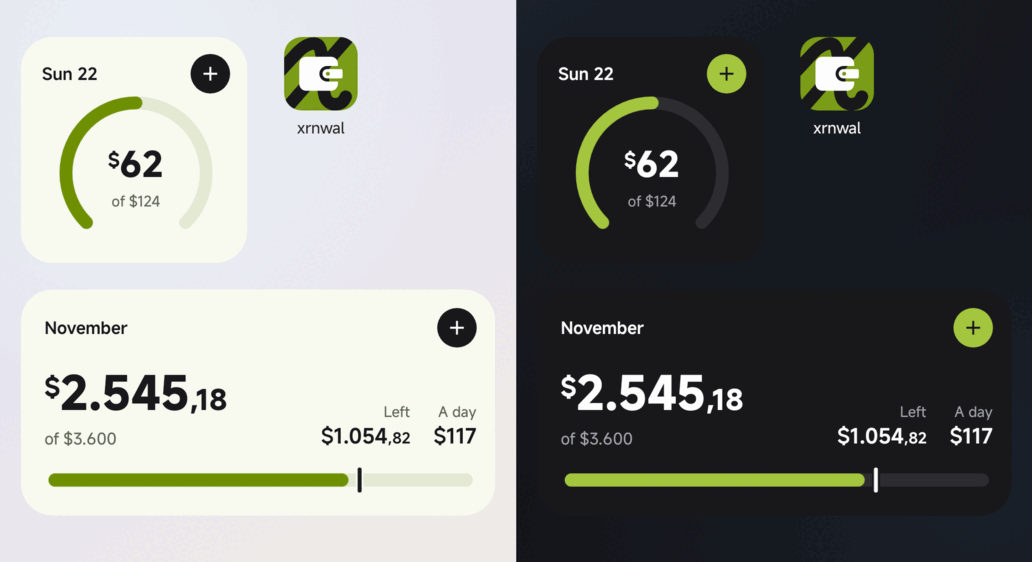 Sun 22
+
$62
of $124
xrnwal
November
+
$2.545,18
of $3.600
Left
$1.054,82
A day
$117
Sun 22
+
$62
of $124
xrnwal
November
+
$2.545,18
of $3.600
Left
$1.054,82
A day
$117